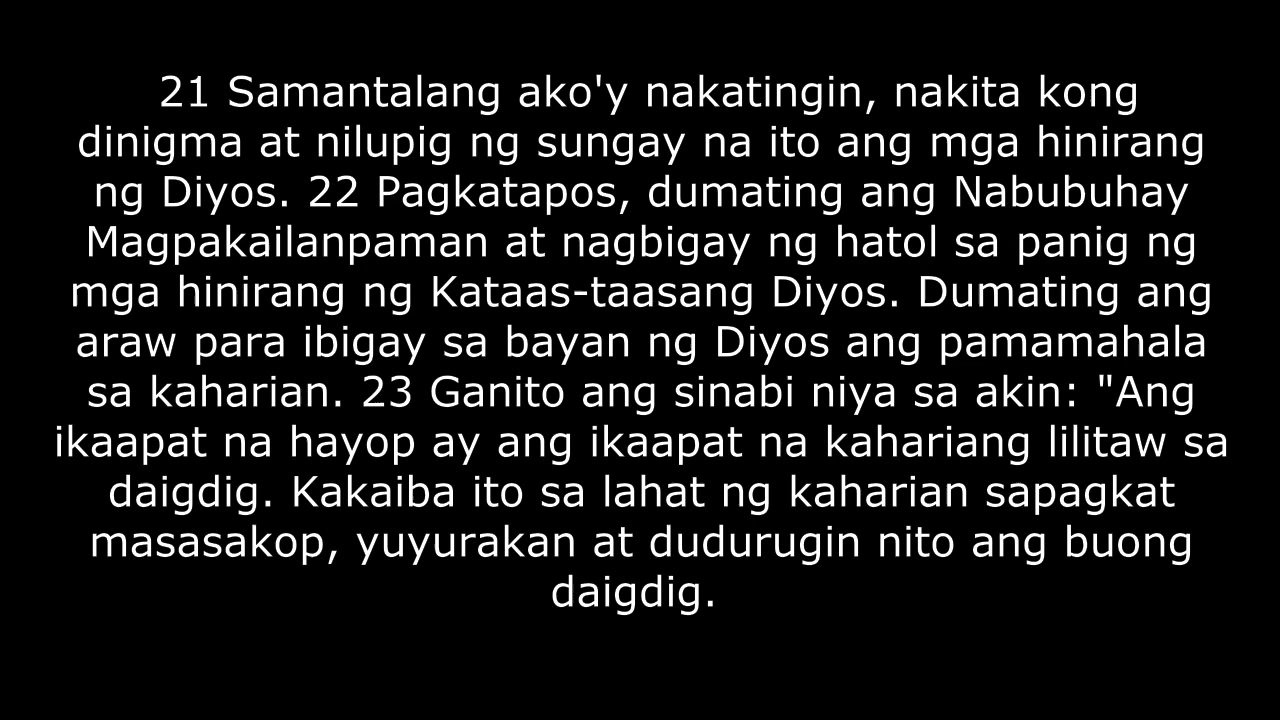 21 Samantalang ako'y nakatingin, nakita kong
dinigma at nilupig ng sungay na ito ang mga hinirang
ng Diyos. 22 Pagkatapos, dumating ang Nabubuhay
Magpakailanpaman at nagbigay ng hatol sa panig ng
mga hinirang ng Kataas-taasang Diyos. Dumating ang
araw para ibigay sa bayan ng Diyos ang pamamahala
sa kaharian. 23 Ganito ang sinabi niya sa akin: "Ang
ikaapat na hayop ay ang ikaapat na kahariang lilitaw sa
daigdig. Kakaiba ito sa lahat ng kaharian sapagkat
masasakop, yuyurakan at dudurugin nito ang buong
daigdig.